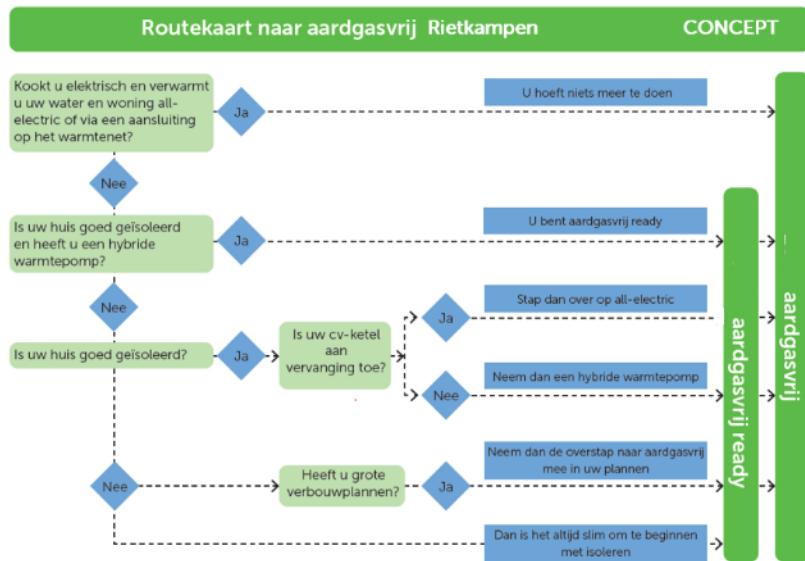 Routekaart naar aardgasvrij Rietkampen
CONCEPT
Kookt u elektrisch en verwarmt
u uw water en woning all-
electric of via een aansluiting
op het warmtenet?
Ja
U hoeft niets meer te doen
Nee
Is uw huis goed geïsoleerd
en heeft u een hybride
warmtepomp?
Ja
U bent aardgasvrij ready
Nee
Is uw huis goed geïsoleerd?
Ja
Is uw cv-ketel
aan
vervanging toe?
Ja
Stap dan over op all-electric
Nee
Neem dan een hybride warmtepomp
Nee
Heeft u grote
verbouwplannen?
Ja
Neem dan de overstap naar aardgasvrij
mee in uw plannen
Dan is het altijd slim om te beginnen
met isoleren
aardgasvrij ready
aardgasvrij